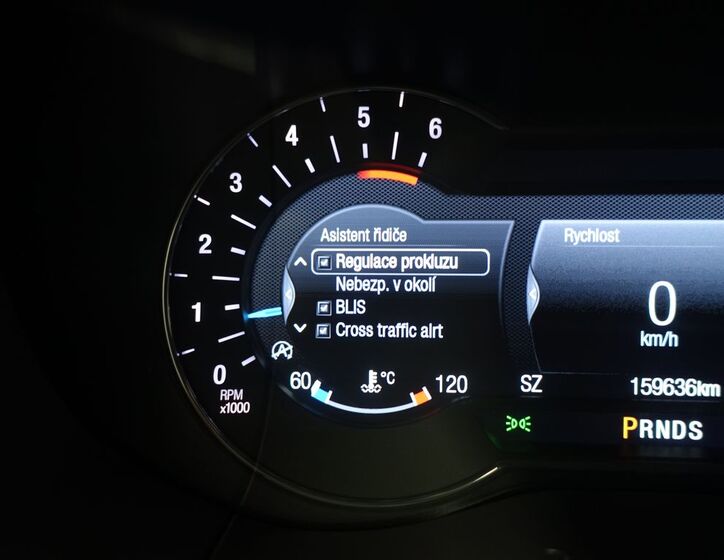 6
5
4
3
2
1
0
RPM
x1000
Asistent řidiče
Regulace prokluzu
Nebezp. v okolí
BLIS
Cross traffic alrt
60
°C
120
Rychlost
0
km/h
SZ
159636km
PRNDS